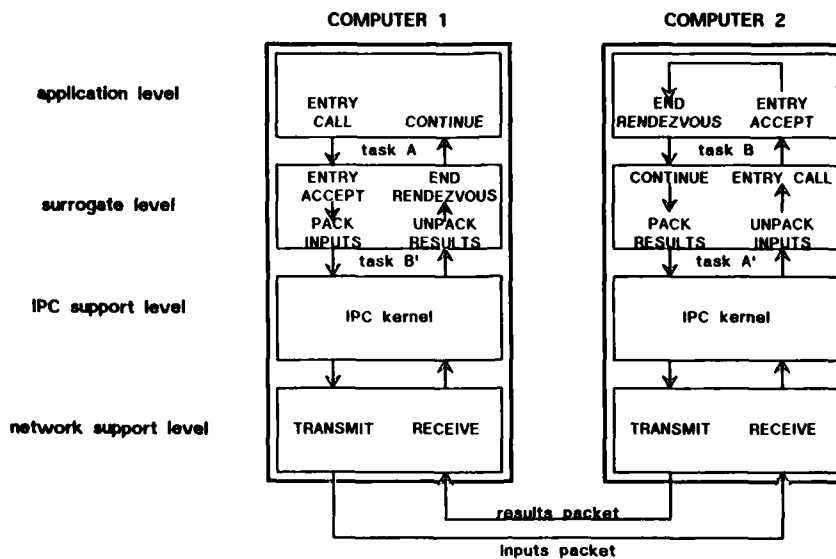 COMPUTER 1
COMPUTER 2
application level
ENTRY
CALL
CONTINUE
END
RENDEZVOUS
ENTRY
ACCEPT
task A
task B
surrogate level
ENTRY
ACCEPT
END
RENDEZVOUS
PACK
INPUTS
UNPACK
RESULTS
CONTINUE
ENTRY CALL
PACK
RESULTS
UNPACK
INPUTS
task B'
task A'
IPC support level
IPC kernel
IPC kernel
network support level
TRANSMIT
RECEIVE
TRANSMIT
RECEIVE
results packet
inputs packet